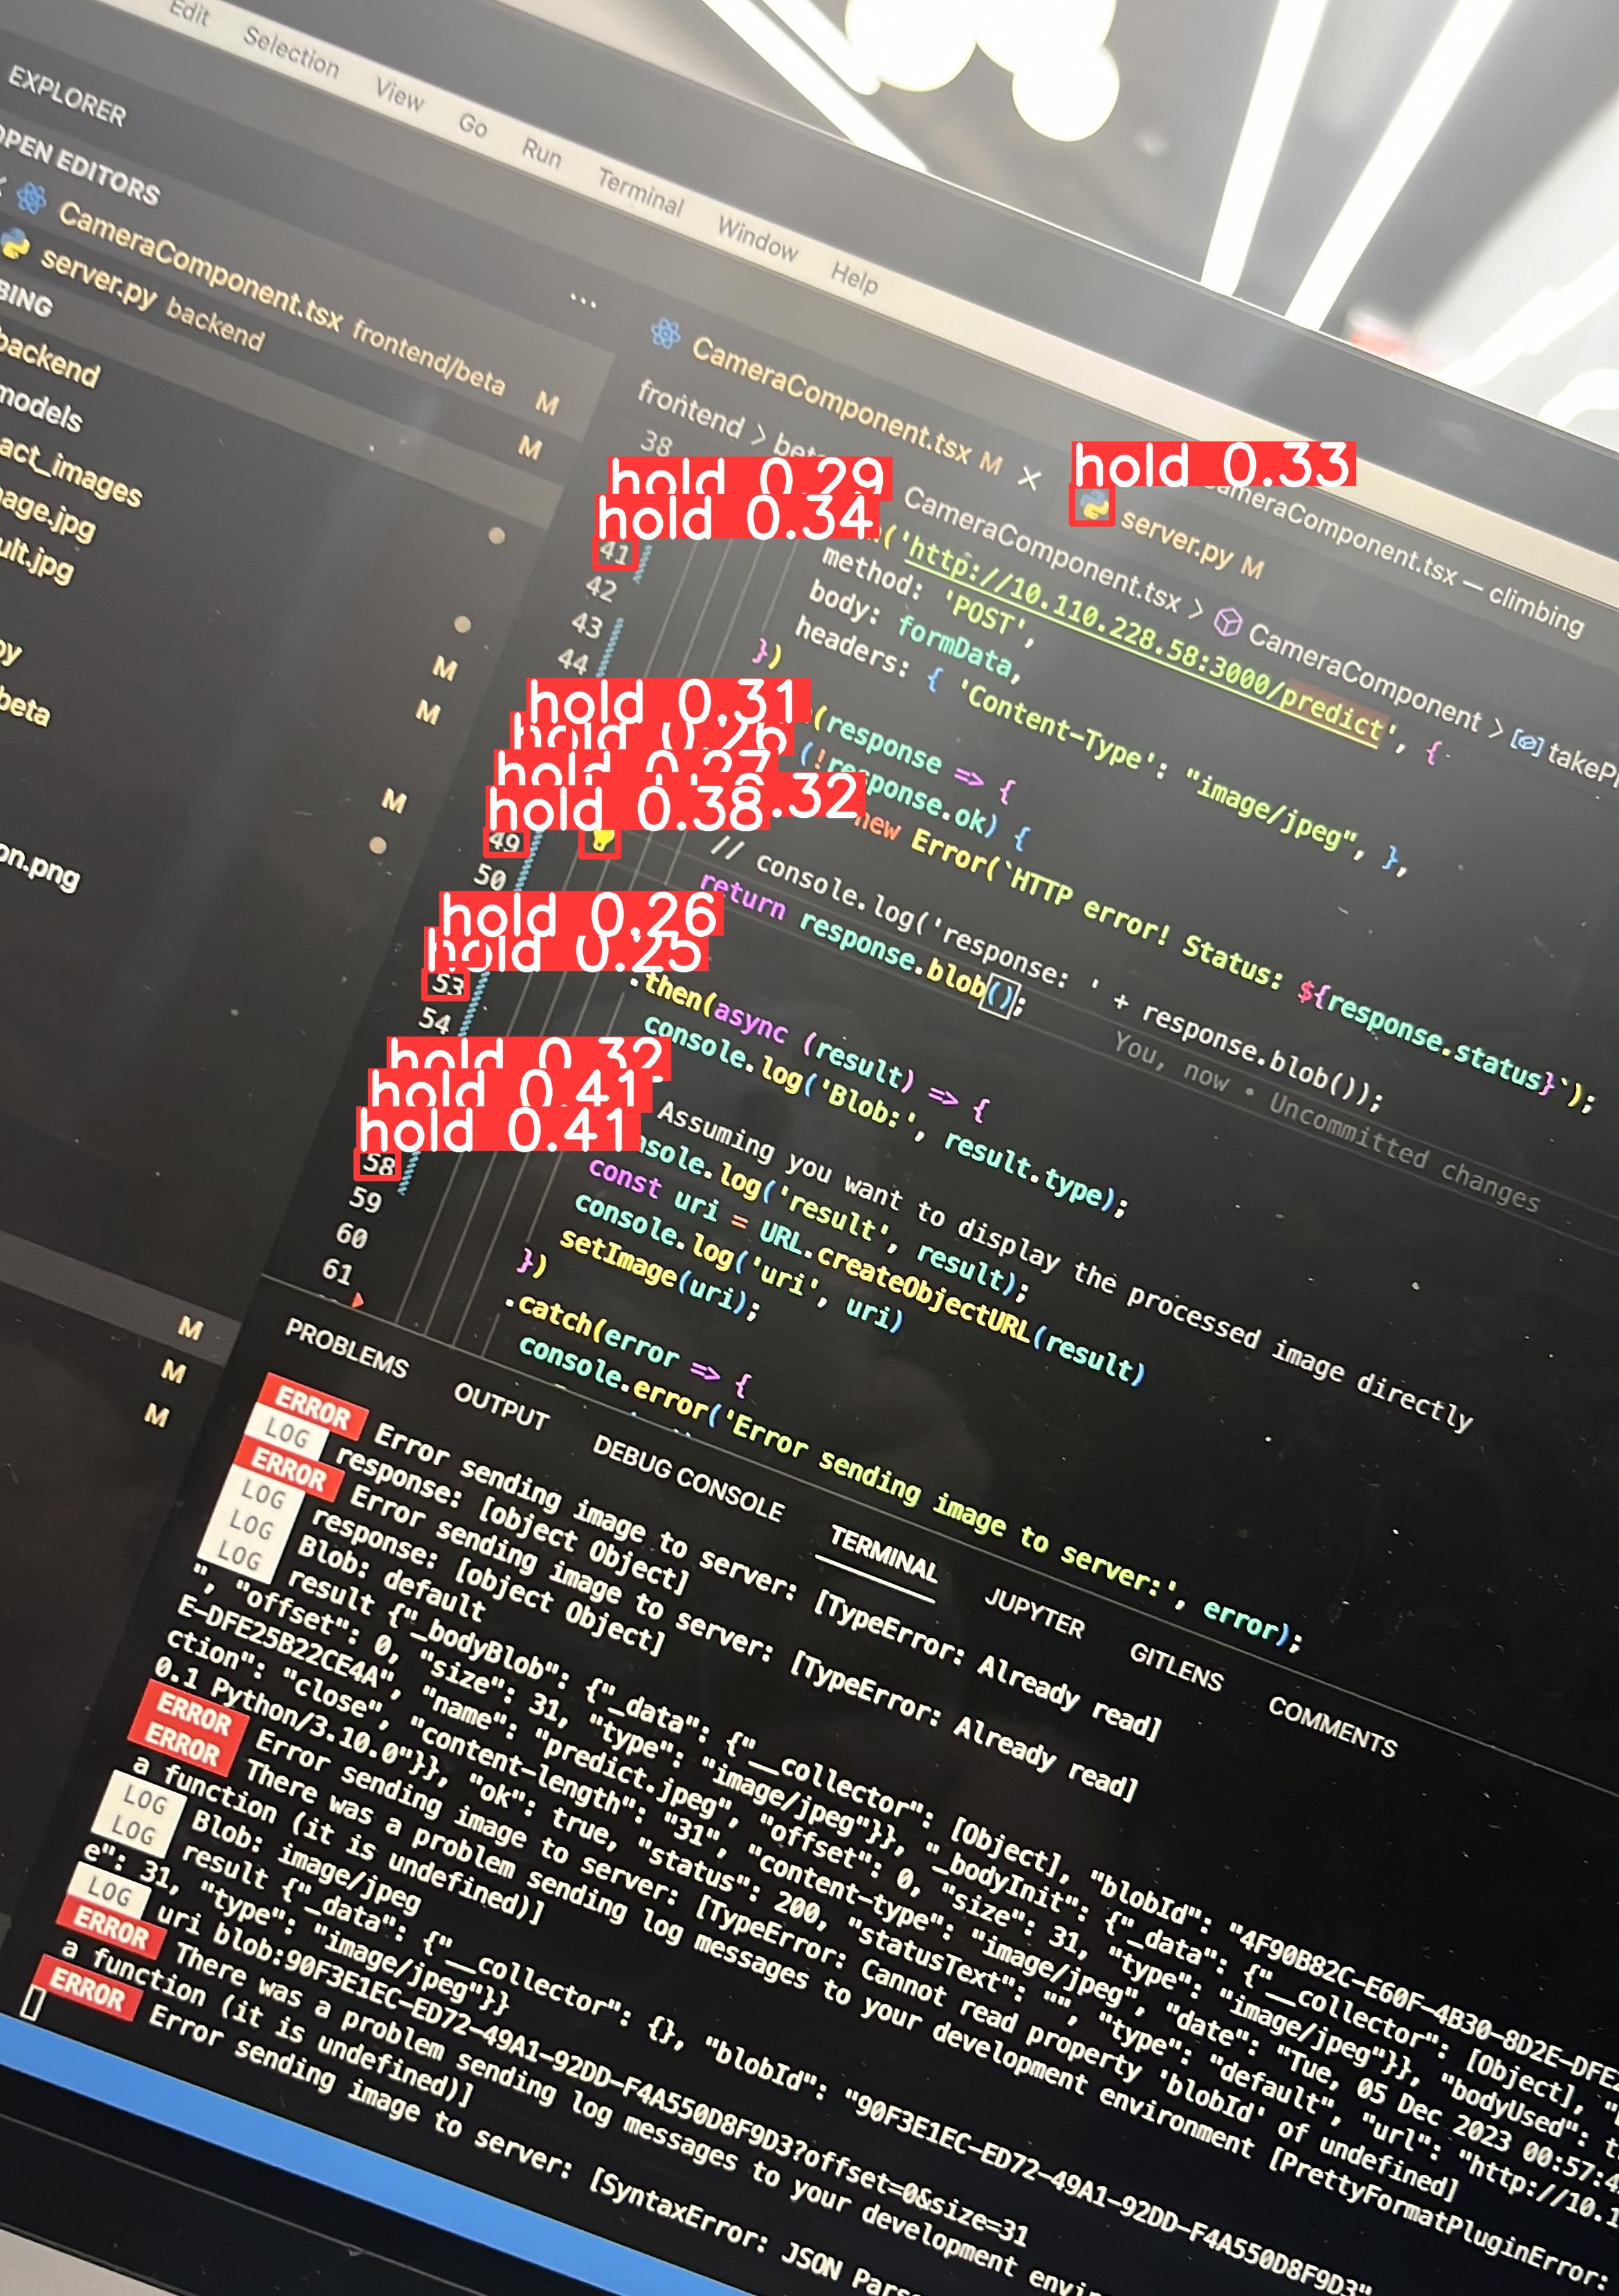 Edit Selection View Go Run Terminal Window Help
CameraComponent.tsx — climbing
EXPLORER
OPEN EDITORS
CameraComponent.tsx frontend/beta M
server.py backend M
BING
backend
models
act_images
age.jpg
ult.jpg
py M
beta M
M
on.png
M
M
M
CameraComponent.tsx M
server.py M
frontend > beta
CameraComponent.tsx > CameraComponent > takeP
hold 0.33
hold 0.29
hold 0.34
hold 0.31
hold 0.26
hold 0.27
.32
hold 0.38
hold 0.26
hold 0.25
hold 0.32
hold 0.41
hold 0.41
38
41
42
43
44
49
50
53
54
58
59
60
61
('http://10.110.228.58:3000/predict', {
method: 'POST',
body: formData,
headers: { 'Content-Type': "image/jpeg", },
})
(response => {
(!response.ok) {
new Error(`HTTP error! Status: ${response.status}`);
// console.log('response: ' + response.blob());
return response.blob(); You, now • Uncommitted changes
.then(async (result) => {
console.log('Blob:', result.type);
Assuming you want to display the processed image directly
nsole.log('result', result);
const uri = URL.createObjectURL(result)
console.log('uri', uri)
setImage(uri);
})
.catch(error => {
console.error('Error sending image to server:', error);
PROBLEMS OUTPUT DEBUG CONSOLE TERMINAL JUPYTER GITLENS COMMENTS
ERROR Error sending image to server: [TypeError: Already read]
LOG response: [object Object]
ERROR Error sending image to server: [TypeError: Already read]
LOG response: [object Object]
LOG Blob: default
LOG result {"_bodyBlob": {"_data": {"__collector": [Object], "blobId": "4F90B82C-E60F-4B30-8D2E-DFE2
", "offset": 0, "size": 31, "type": "image/jpeg"}}, "_bodyInit": {"_data": {"__collector": [Object], "
E-DFE25B22CE4A", "name": "predict.jpeg", "offset": 0, "size": 31, "type": "image/jpeg"}}, "bodyUsed": t
ction": "close", "content-length": "31", "content-type": "image/jpeg", "date": "Tue, 05 Dec 2023 00:57:4
0.1 Python/3.10.0"}}, "ok": true, "status": 200, "statusText": "", "type": "default", "url": "http://10.1
ERROR Error sending image to server: [TypeError: Cannot read property 'blobId' of undefined]
ERROR There was a problem sending log messages to your development environment [PrettyFormatPluginError:
a function (it is undefined)]
LOG Blob: image/jpeg
LOG result {"_data": {"__collector": {}, "blobId": "90F3E1EC-ED72-49A1-92DD-F4A550D8F9D3"
e": 31, "type": "image/jpeg"}}
LOG uri blob:90F3E1EC-ED72-49A1-92DD-F4A550D8F9D3?offset=0&size=31
ERROR There was a problem sending log messages to your development envir
a function (it is undefined)]
ERROR Error sending image to server: [SyntaxError: JSON Pars